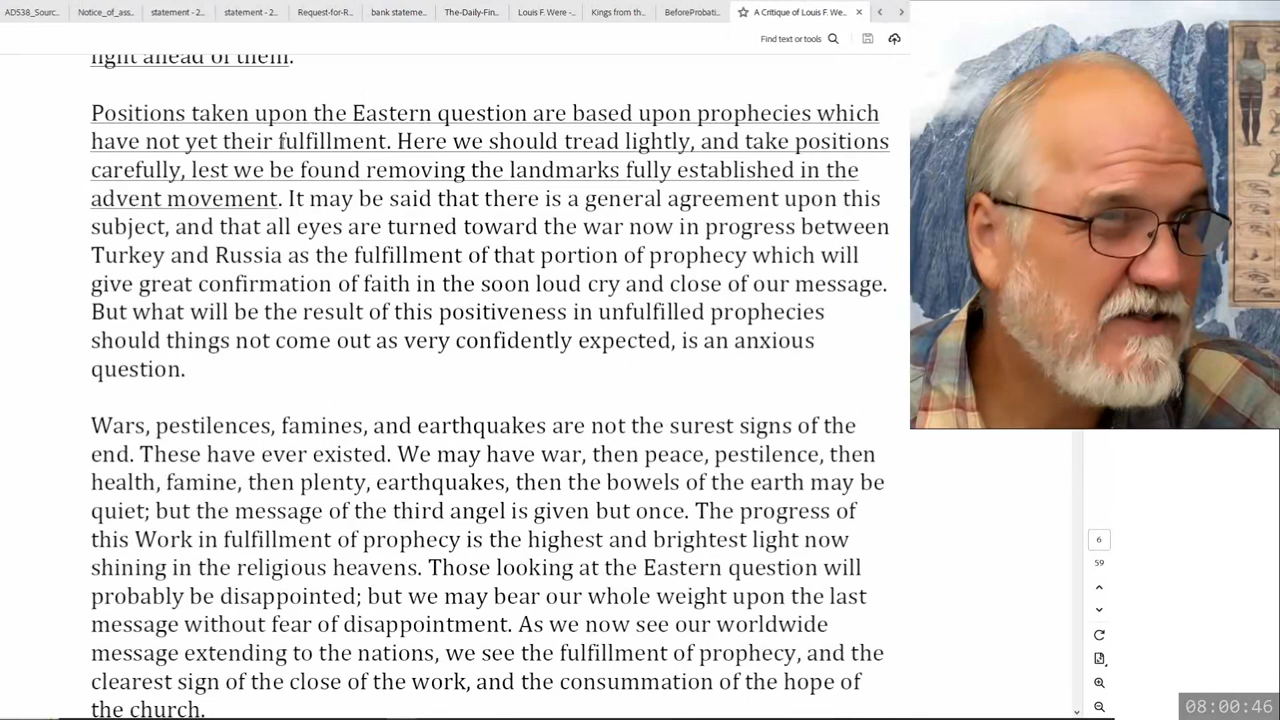 AD538_Sourc...
Notice_of_ass...
statement - 2...
statement - 2...
Request-for-R...
bank stateme...
The-Daily-Fin...
Louis F. Were -...
Kings from th...
BeforeProbati...
A Critique of Louis F. We...
Find text or tools
light ahead of them.
Positions taken upon the Eastern question are based upon prophecies which
have not yet their fulfillment. Here we should tread lightly, and take positions
carefully, lest we be found removing the landmarks fully established in the
advent movement. It may be said that there is a general agreement upon this
subject, and that all eyes are turned toward the war now in progress between
Turkey and Russia as the fulfillment of that portion of prophecy which will
give great confirmation of faith in the soon loud cry and close of our message.
But what will be the result of this positiveness in unfulfilled prophecies
should things not come out as very confidently expected, is an anxious
question.
Wars, pestilences, famines, and earthquakes are not the surest signs of the
end. These have ever existed. We may have war, then peace, pestilence, then
health, famine, then plenty, earthquakes, then the bowels of the earth may be
quiet; but the message of the third angel is given but once. The progress of
this Work in fulfillment of prophecy is the highest and brightest light now
shining in the religious heavens. Those looking at the Eastern question will
probably be disappointed; but we may bear our whole weight upon the last
message without fear of disappointment. As we now see our worldwide
message extending to the nations, we see the fulfillment of prophecy, and the
clearest sign of the close of the work, and the consummation of the hope of
the church.
6
59
08:00:46